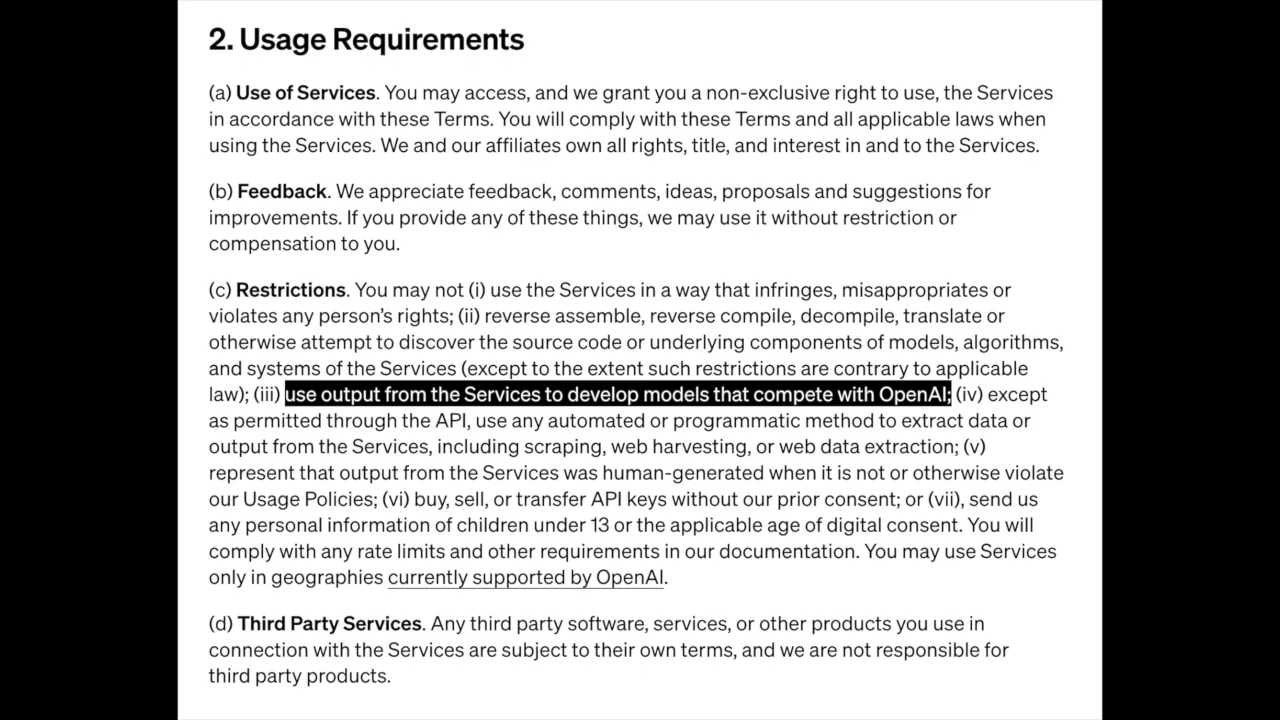 2. Usage Requirements
(a) Use of Services. You may access, and we grant you a non-exclusive right to use, the Services
in accordance with these Terms. You will comply with these Terms and all applicable laws when
using the Services. We and our affiliates own all rights, title, and interest in and to the Services.
(b) Feedback. We appreciate feedback, comments, ideas, proposals and suggestions for
improvements. If you provide any of these things, we may use it without restriction or
compensation to you.
(c) Restrictions. You may not (i) use the Services in a way that infringes, misappropriates or
violates any person’s rights; (ii) reverse assemble, reverse compile, decompile, translate or
otherwise attempt to discover the source code or underlying components of models, algorithms,
and systems of the Services (except to the extent such restrictions are contrary to applicable
law); (iii) use output from the Services to develop models that compete with OpenAI; (iv) except
as permitted through the API, use any automated or programmatic method to extract data or
output from the Services, including scraping, web harvesting, or web data extraction; (v)
represent that output from the Services was human-generated when it is not or otherwise violate
our Usage Policies; (vi) buy, sell, or transfer API keys without our prior consent; or (vii), send us
any personal information of children under 13 or the applicable age of digital consent. You will
comply with any rate limits and other requirements in our documentation. You may use Services
only in geographies currently supported by OpenAI.
(d) Third Party Services. Any third party software, services, or other products you use in
connection with the Services are subject to their own terms, and we are not responsible for
third party products.